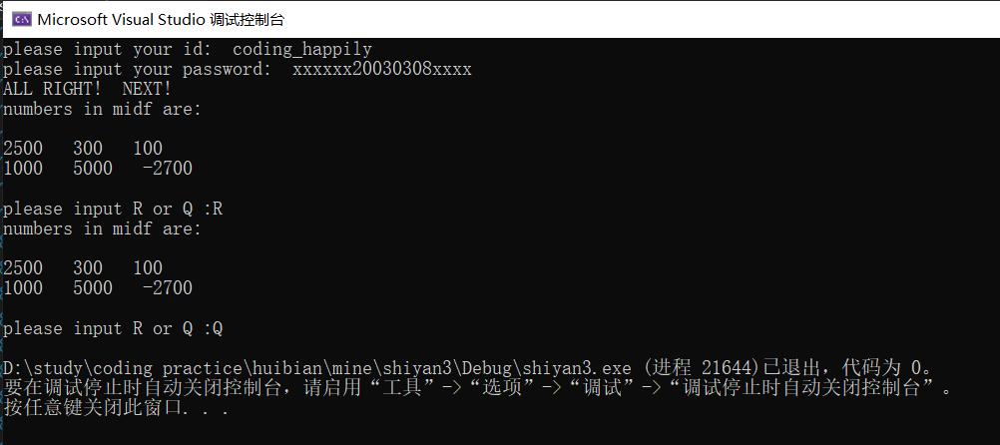 Microsoft Visual Studio 调试控制台
please input your id:  coding_happily
please input your password:  xxxxxx20030308xxxx
ALL RIGHT!  NEXT!
numbers in midf are:
2500   300   100
1000   5000   -2700
please input R or Q :R
numbers in midf are:
2500   300   100
1000   5000   -2700
please input R or Q :Q
D:\study\coding practice\huibian\mine\shiyan3\Debug\shiyan3.exe (进程 21644)已退出，代码为 0。
要在调试停止时自动关闭控制台，请启用“工具”->“选项”->“调试”->“调试停止时自动关闭控制台”。
按任意键关闭此窗口. . .